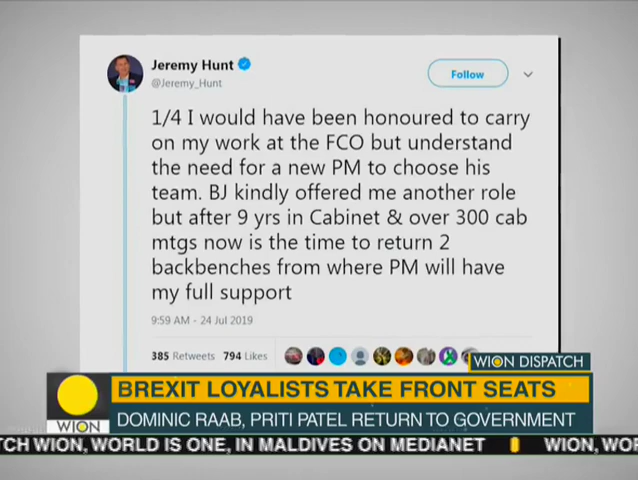 Jeremy Hunt
@Jeremy_Hunt
Follow
1/4 I would have been honoured to carry
on my work at the FCO but understand
the need for a new PM to choose his
team. BJ kindly offered me another role
but after 9 yrs in Cabinet & over 300 cab
mtgs now is the time to return 2
backbenches from where PM will have
my full support
9:59 AM - 24 Jul 2019
385 Retweets 794 Likes
WION DISPATCH
BREXIT LOYALISTS TAKE FRONT SEATS
WION
DOMINIC RAAB, PRITI PATEL RETURN TO GOVERNMENT
TCH WION, WORLD IS ONE, IN MALDIVES ON MEDIANET WION, WOR